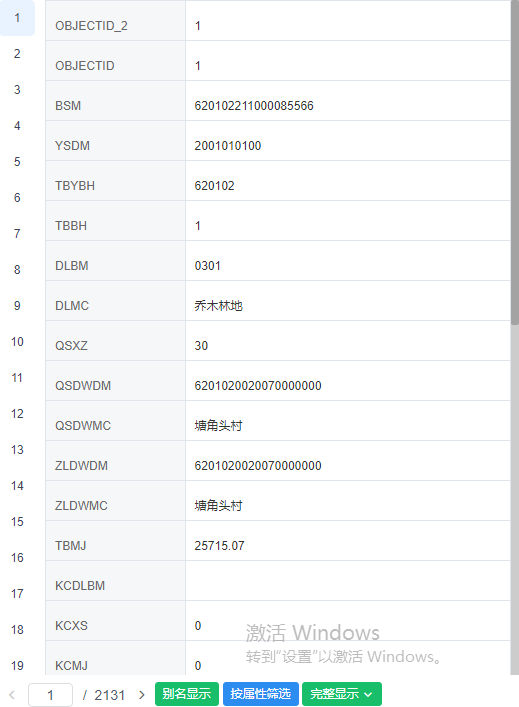 1 OBJECTID_2 1
2 OBJECTID 1
3 BSM 620102211000085566
4 YSDM 2001010100
5 TBYBH 620102
6 TBBH 1
7 DLBM 0301
8 DLMC 乔木林地
9 QSXZ 30
10 QSDWDM 6201020020070000000
11 QSDWMC 塘角头村
12 ZLDWDM 6201020020070000000
13 ZLDWMC 塘角头村
14 TBMJ 25715.07
15 KCDLBM
16 KCXS 0
17 KCMJ 0
18
19
激活 Windows
转到“设置”以激活 Windows。
1 / 2131 别名显示 按属性筛选 完整显示